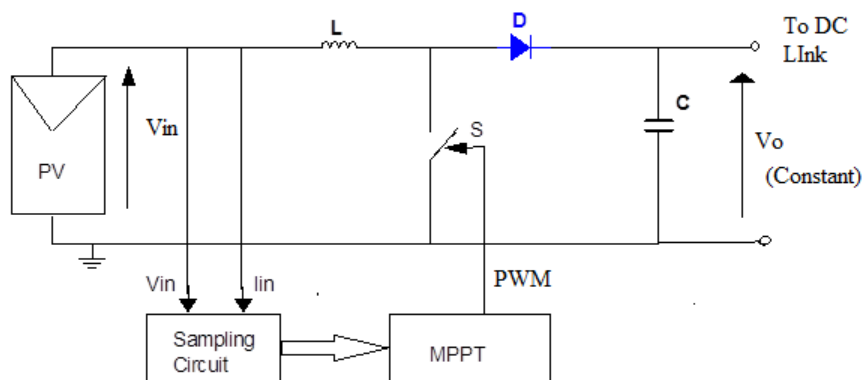 L
D
To DC
LInk
Vin
C
S
PV
Vo
(Constant)
Vin
Iin
PWM
Sampling
Circuit
MPPT